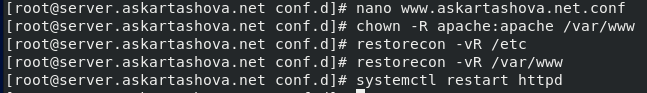 [root@server.askartashova.net conf.d]# nano www.askartashova.net.conf
[root@server.askartashova.net conf.d]# chown -R apache:apache /var/www
[root@server.askartashova.net conf.d]# restorecon -vR /etc
[root@server.askartashova.net conf.d]# restorecon -vR /var/www
[root@server.askartashova.net conf.d]# systemctl restart httpd